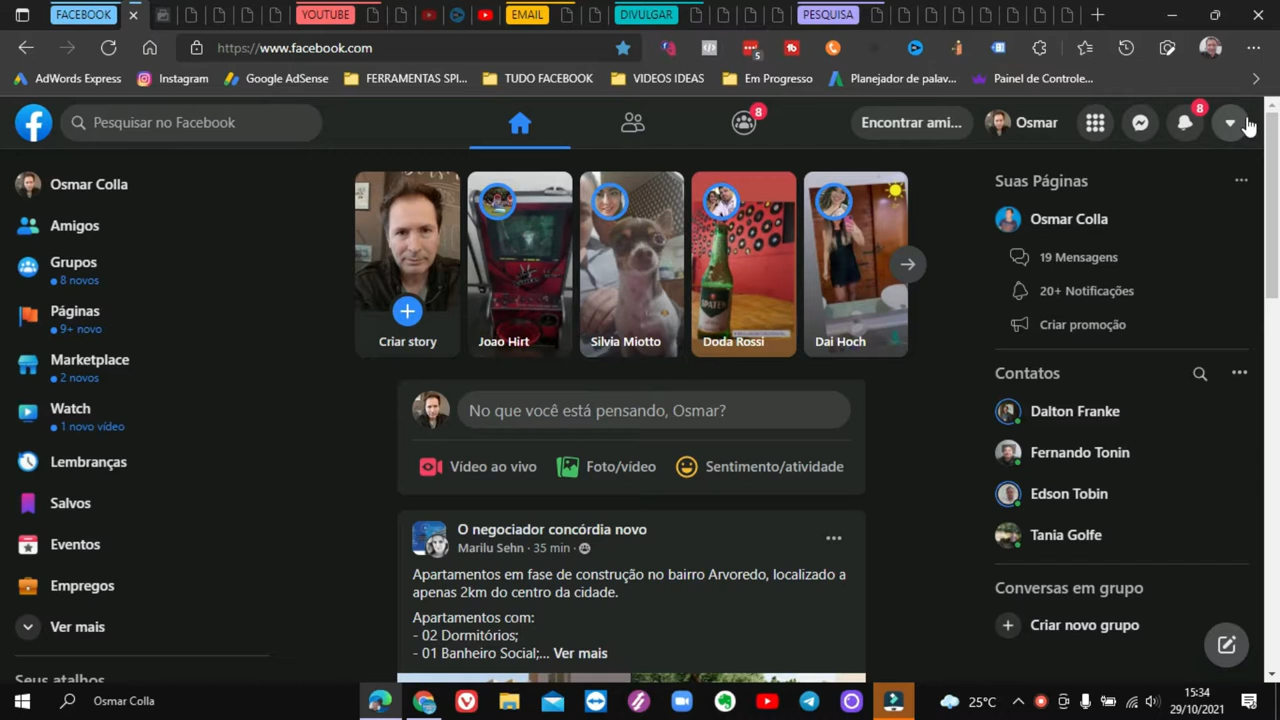 FACEBOOK
YOUTUBE
EMAIL
DIVULGAR
PESQUISA
https://www.facebook.com
5
AdWords Express
Instagram
Google AdSense
FERRAMENTAS SPI...
TUDO FACEBOOK
VIDEOS IDEAS
Em Progresso
Planejador de palav...
Painel de Controle...
Pesquisar no Facebook
8
Encontrar ami...
Osmar
8
Osmar Colla
Amigos
Grupos
8 novos
Páginas
9+ novo
Marketplace
2 novos
Watch
1 novo vídeo
Lembranças
Salvos
Eventos
Empregos
Ver mais
Seus atalhos
Criar story
Joao Hirt
Silvia Miotto
Doda Rossi
Dai Hoch
No que você está pensando, Osmar?
Vídeo ao vivo
Foto/vídeo
Sentimento/atividade
O negociador concórdia novo
Marilu Sehn · 35 min ·
Apartamentos em fase de construção no bairro Arvoredo, localizado a
apenas 2km do centro da cidade.
Apartamentos com:
- 02 Dormitórios;
- 01 Banheiro Social;... Ver mais
Suas Páginas
Osmar Colla
19 Mensagens
20+ Notificações
Criar promoção
Contatos
Dalton Franke
Fernando Tonin
Edson Tobin
Tania Golfe
Conversas em grupo
Criar novo grupo
Osmar Colla
25°C
15:34
29/10/2021